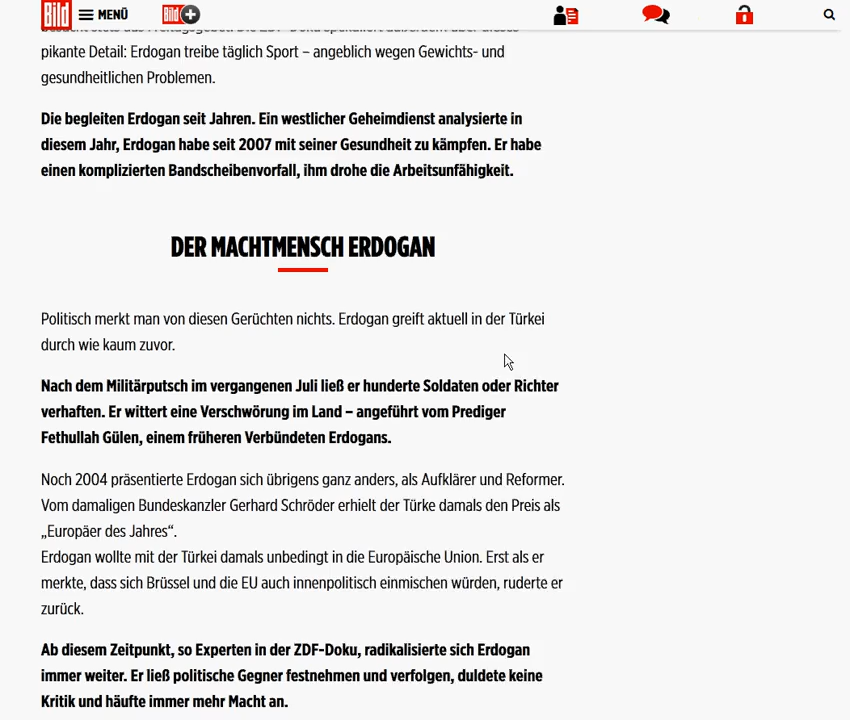 Bild MENÜ Bild+
pikante Detail: Erdogan treibe täglich Sport – angeblich wegen Gewichts- und
gesundheitlichen Problemen.
Die begleiten Erdogan seit Jahren. Ein westlicher Geheimdienst analysierte in
diesem Jahr, Erdogan habe seit 2007 mit seiner Gesundheit zu kämpfen. Er habe
einen komplizierten Bandscheibenvorfall, ihm drohe die Arbeitsunfähigkeit.
DER MACHTMENSCH ERDOGAN
Politisch merkt man von diesen Gerüchten nichts. Erdogan greift aktuell in der Türkei
durch wie kaum zuvor.
Nach dem Militärputsch im vergangenen Juli ließ er hunderte Soldaten oder Richter
verhaften. Er wittert eine Verschwörung im Land – angeführt vom Prediger
Fethullah Gülen, einem früheren Verbündeten Erdogans.
Noch 2004 präsentierte Erdogan sich übrigens ganz anders, als Aufklärer und Reformer.
Vom damaligen Bundeskanzler Gerhard Schröder erhielt der Türke damals den Preis als
„Europäer des Jahres“.
Erdogan wollte mit der Türkei damals unbedingt in die Europäische Union. Erst als er
merkte, dass sich Brüssel und die EU auch innenpolitisch einmischen würden, ruderte er
zurück.
Ab diesem Zeitpunkt, so Experten in der ZDF-Doku, radikalisierte sich Erdogan
immer weiter. Er ließ politische Gegner festnehmen und verfolgen, duldete keine
Kritik und häufte immer mehr Macht an.